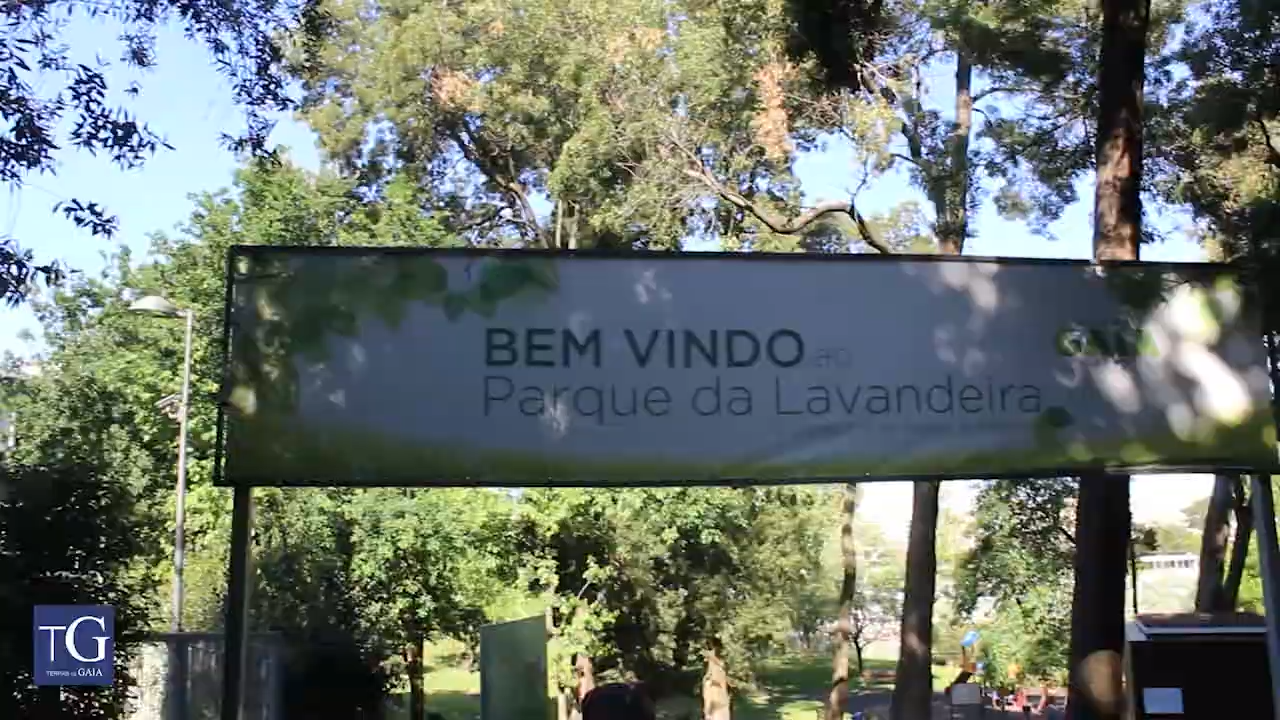 BEM VINDO ao
Parque da Lavandeira
GAIA
TG
TERRAS DE GAIA